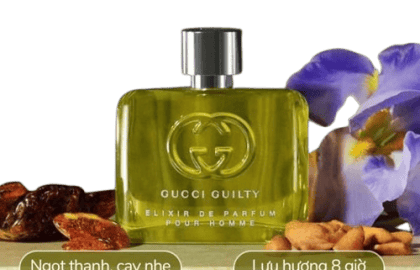 GUCCI GUILTY
ELIXIR DE PARFUM
POUR HOMME
Ngọt thanh, cay nhẹ
Lưu hương 8 giờ